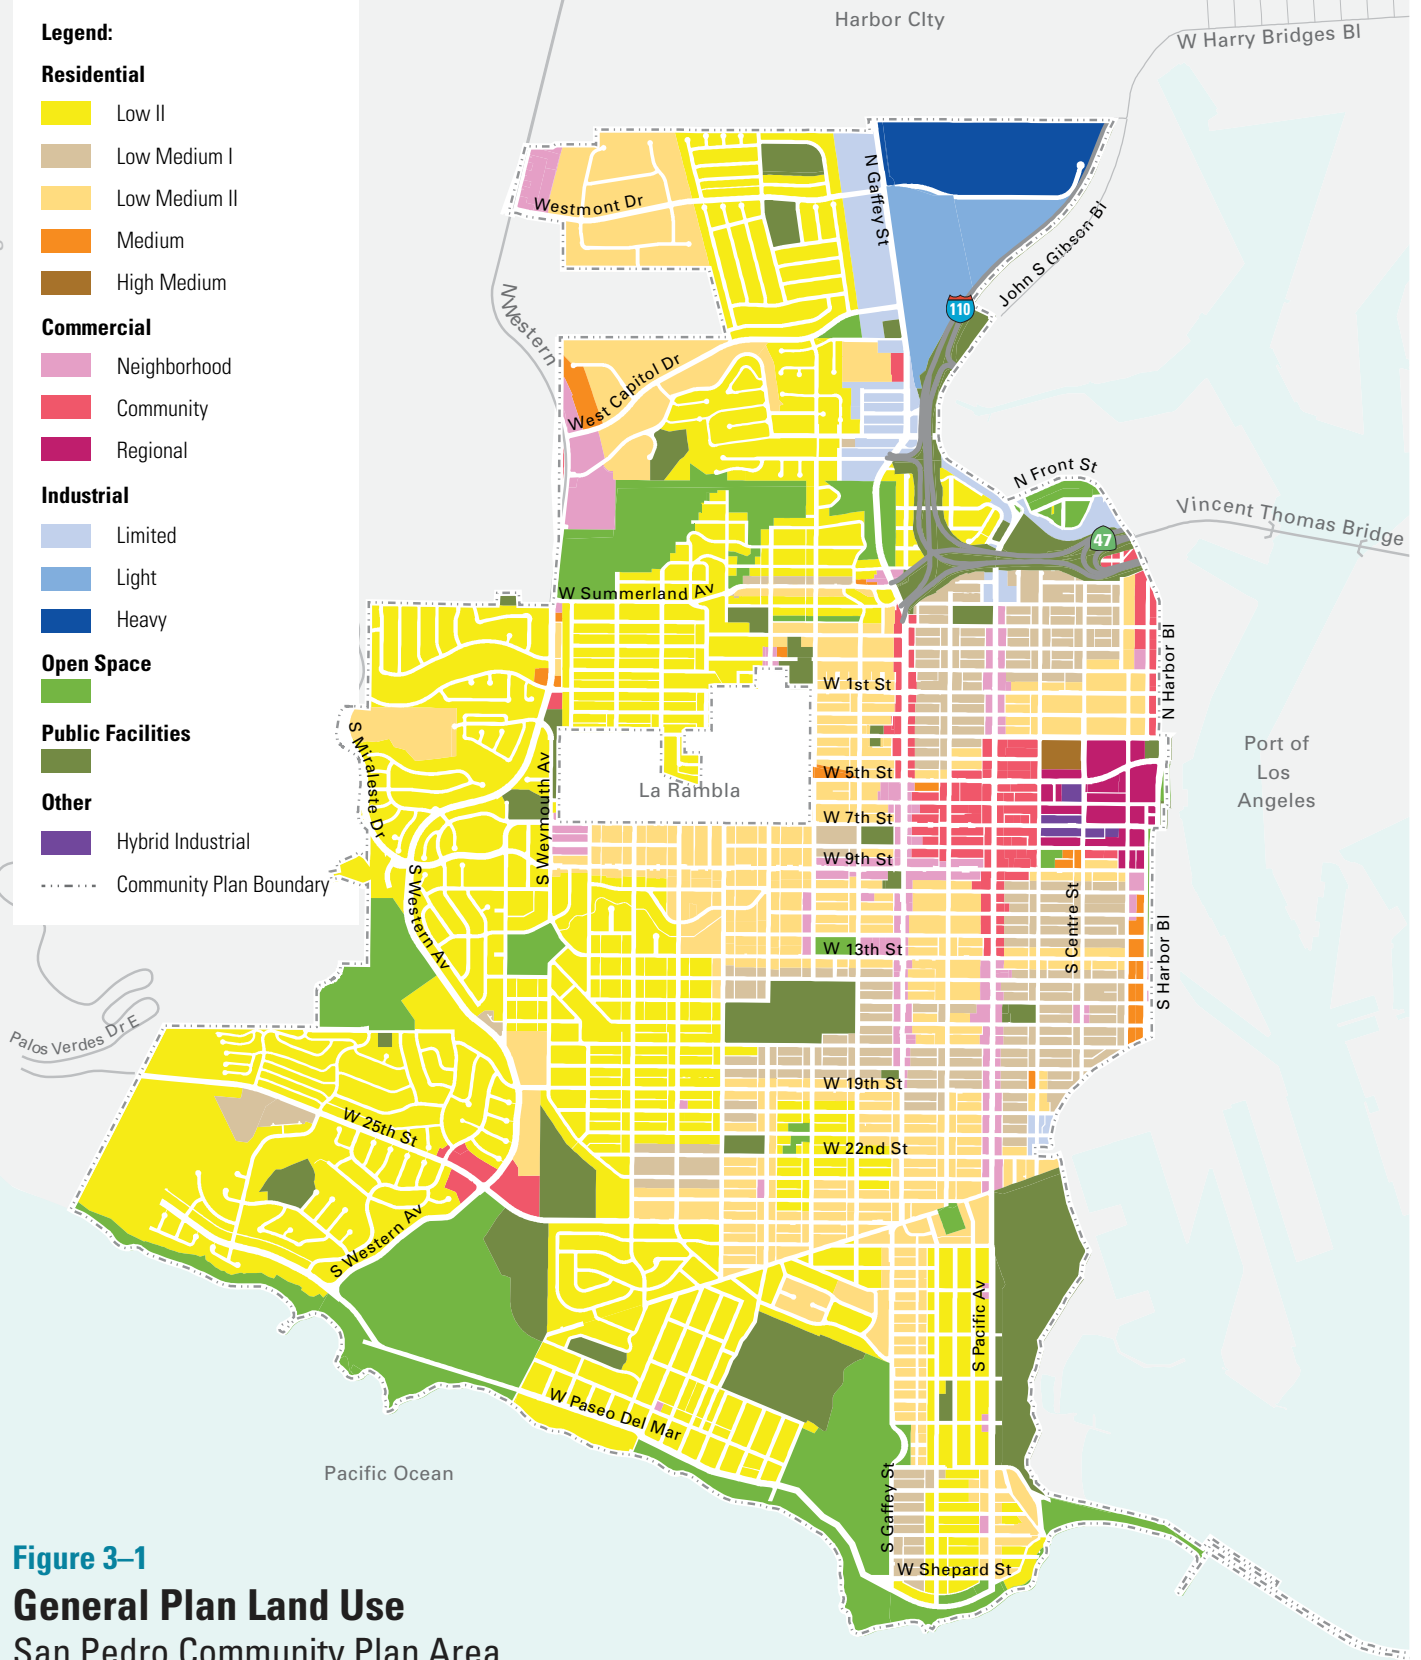 Legend:
Residential
Low II
Low Medium I
Low Medium II
Medium
High Medium
Commercial
Neighborhood
Community
Regional
Industrial
Limited
Light
Heavy
Open Space
Public Facilities
Other
Hybrid Industrial
Community Plan Boundary
Harbor CIty
W Harry Bridges Bl
N Gaffey St
Westmont Dr
John S Gibson Bl
110
N Western
West Capitol Dr
N Front St
Vincent Thomas Bridge
47
W Summerland Av
N Harbor Bl
W 1st St
S Miraleste Dr
Port of
Los
Angeles
W 5th St
La Rambla
S Weymouth Av
W 7th St
W 9th St
S Western Av
S Centre St
W 13th St
S Harbor Bl
Palos Verdes Dr E
W 19th St
W 25th St
W 22nd St
S Western Av
S Pacific Av
W Paseo Del Mar
Pacific Ocean
S Gaffey St
W Shepard St
Figure 3–1
General Plan Land Use
San Pedro Community Plan Area